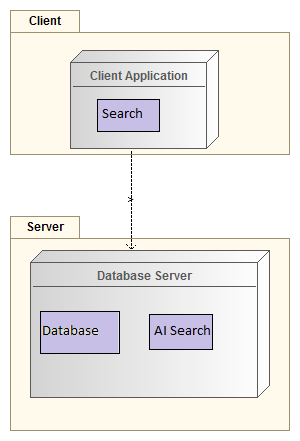 Client
Client Application
Search
Server
Database Server
Database
AI Search